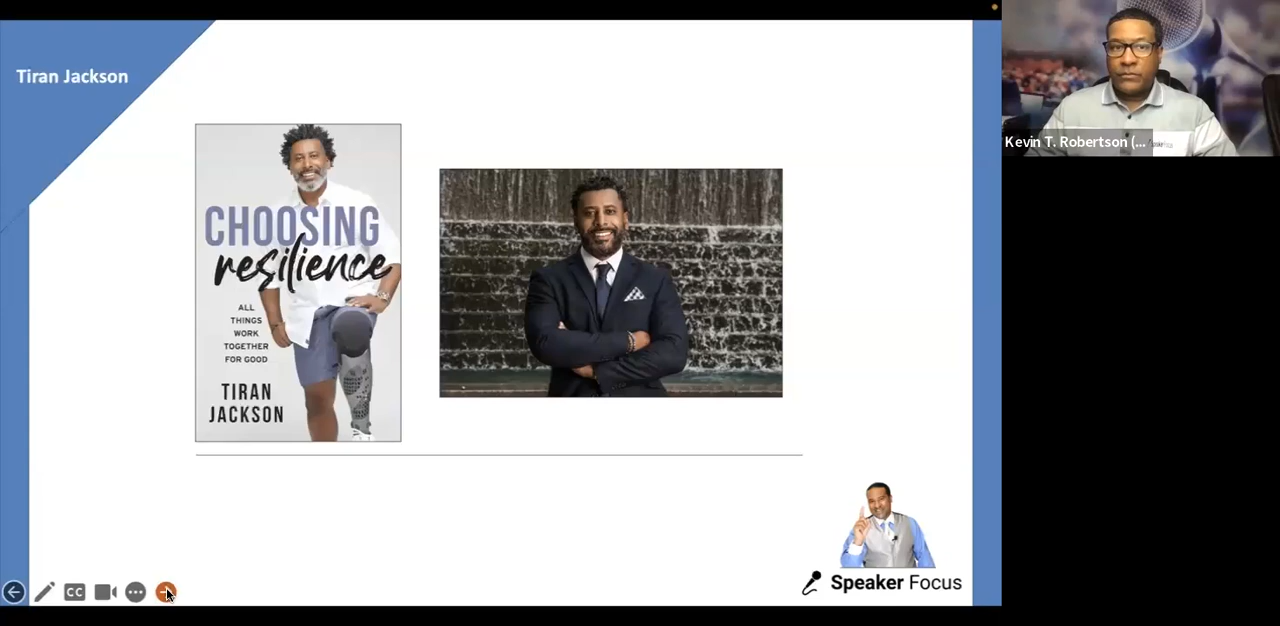 Tiran Jackson
CHOOSING
resilience
ALL
THINGS
WORK
TOGETHER
FOR GOOD
TIRAN
JACKSON
Speaker Focus
CC
Kevin T. Robertson (...